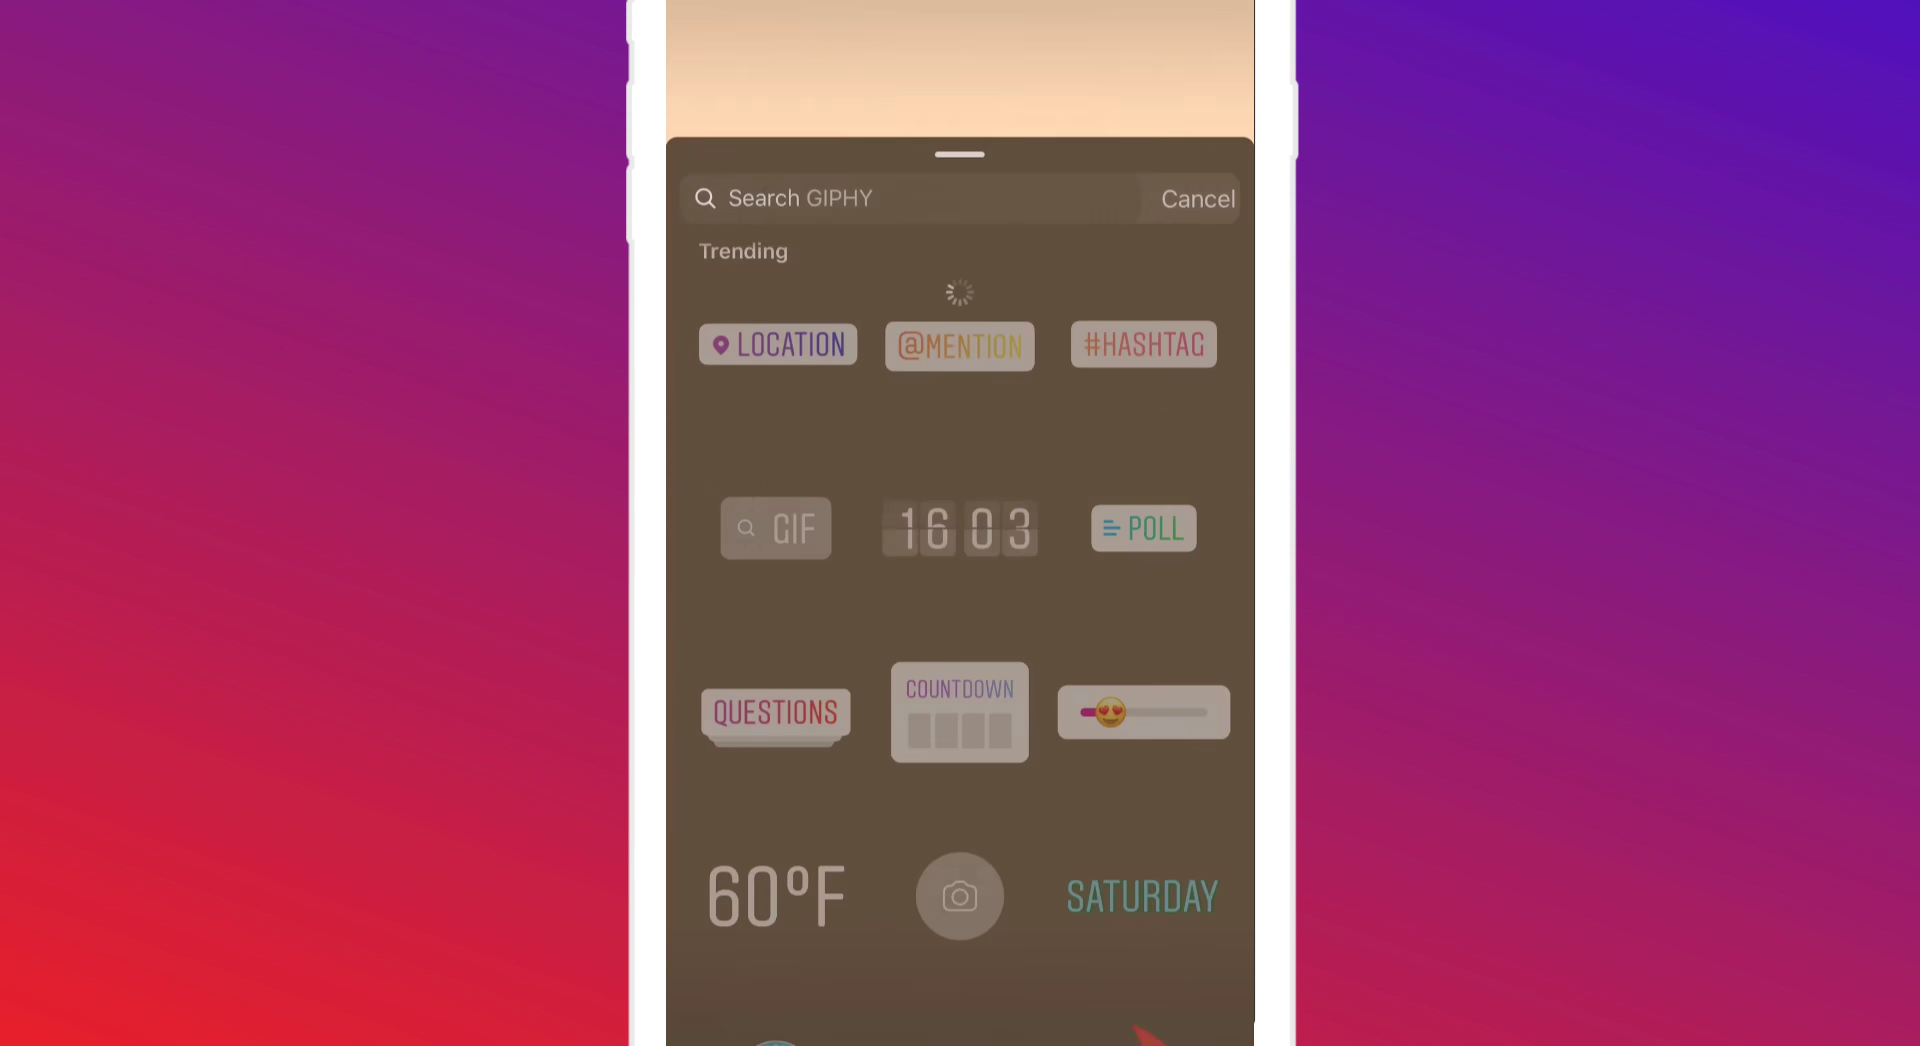 Search GIPHY Cancel
Trending
LOCATION @MENTION #HASHTAG
GIF 16 03 POLL
QUESTIONS COUNTDOWN
60°F SATURDAY